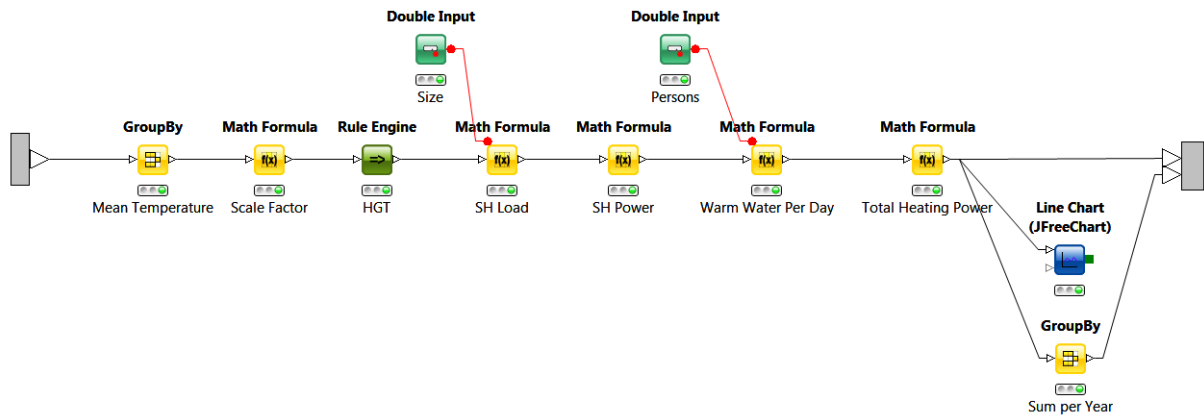 Double Input
Size
Double Input
Persons
GroupBy
Mean Temperature
Math Formula
f(x)
Scale Factor
Rule Engine
=>
HGT
Math Formula
f(x)
SH Load
Math Formula
f(x)
SH Power
Math Formula
f(x)
Warm Water Per Day
Math Formula
f(x)
Total Heating Power
Line Chart
(JFreeChart)
GroupBy
Sum per Year